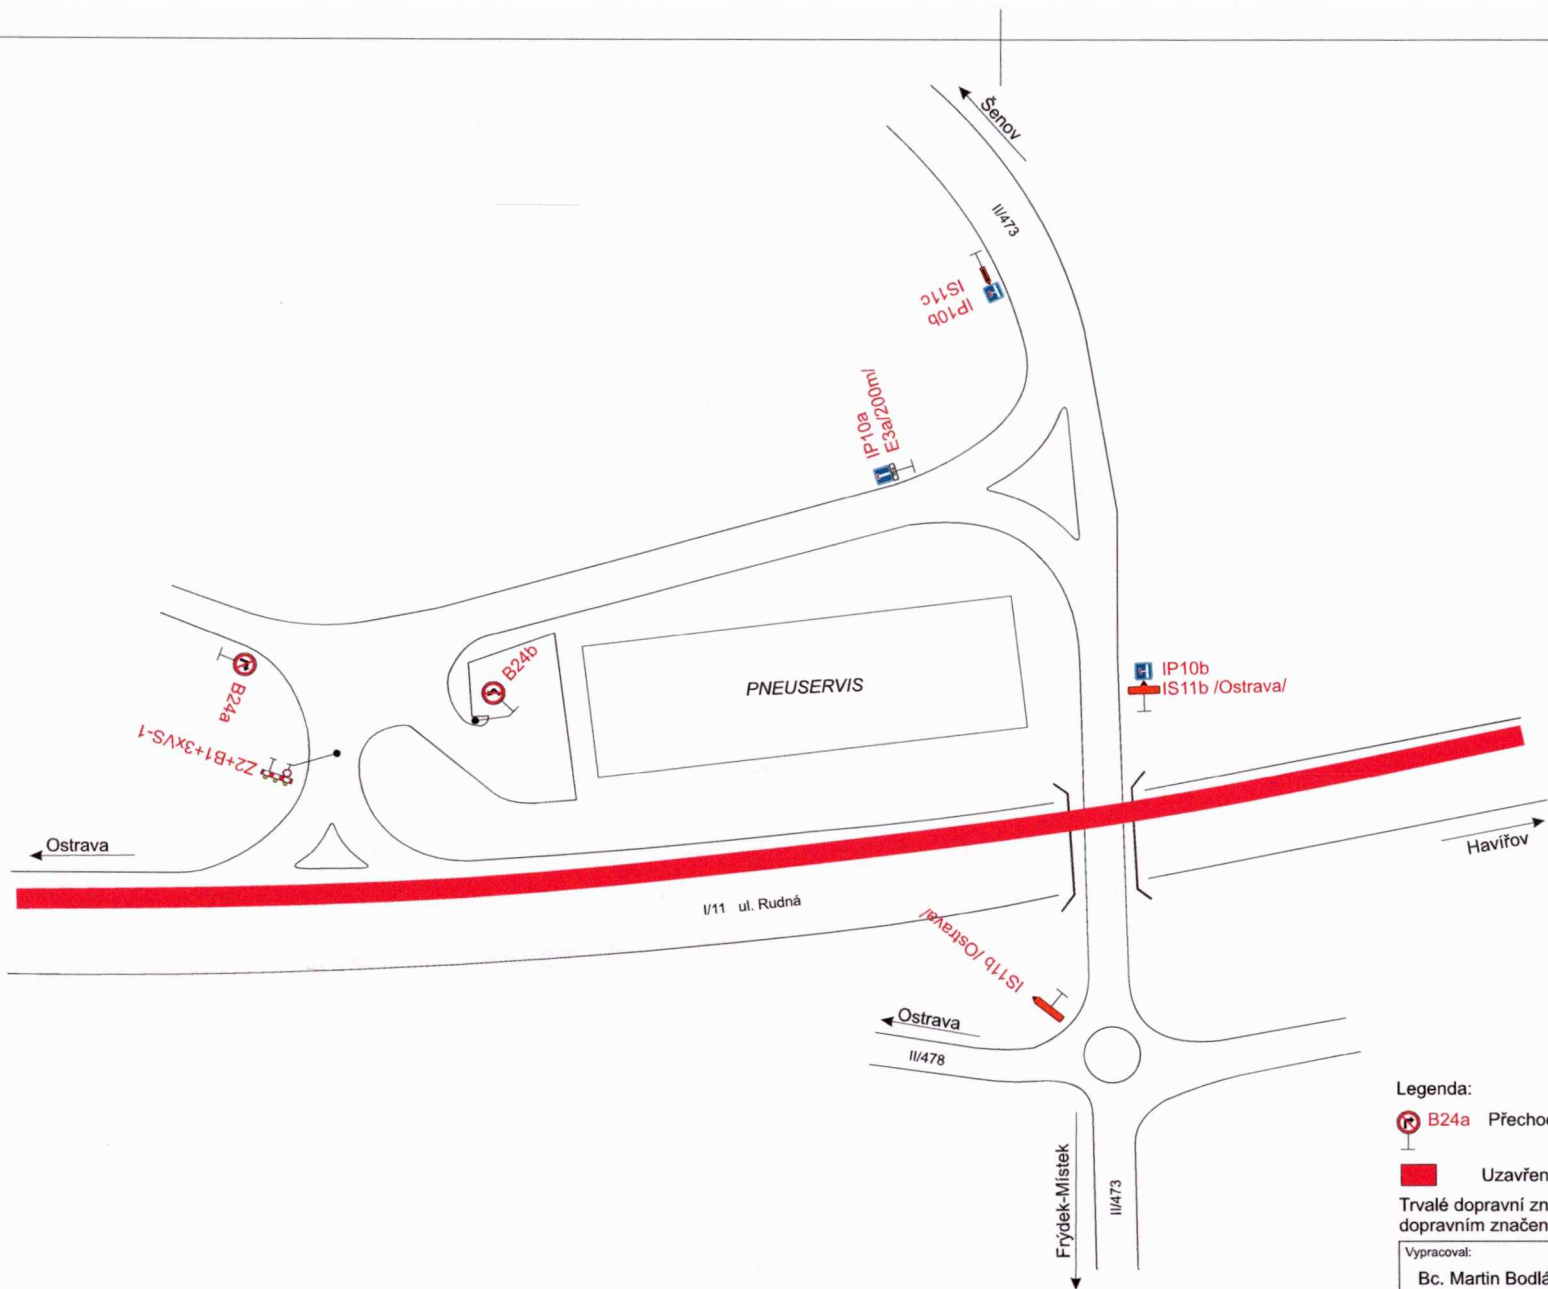 Šenov
II/473
IS11c
IP10b
IP10a
E3a/200m/
B24b
B24a
Z2+B1+3xVS-1
PNEUSERVIS
IP10b
IS11b /Ostrava/
Ostrava
Havířov
I/11 ul. Rudná
IS11b /Ostrava/
Ostrava
II/478
Frýdek-Místek
II/473
Legenda:
B24a Přechod
Uzavřen
Trvalé dopravní zn
dopravním značen
Vypracoval:
Bc. Martin Bodlá